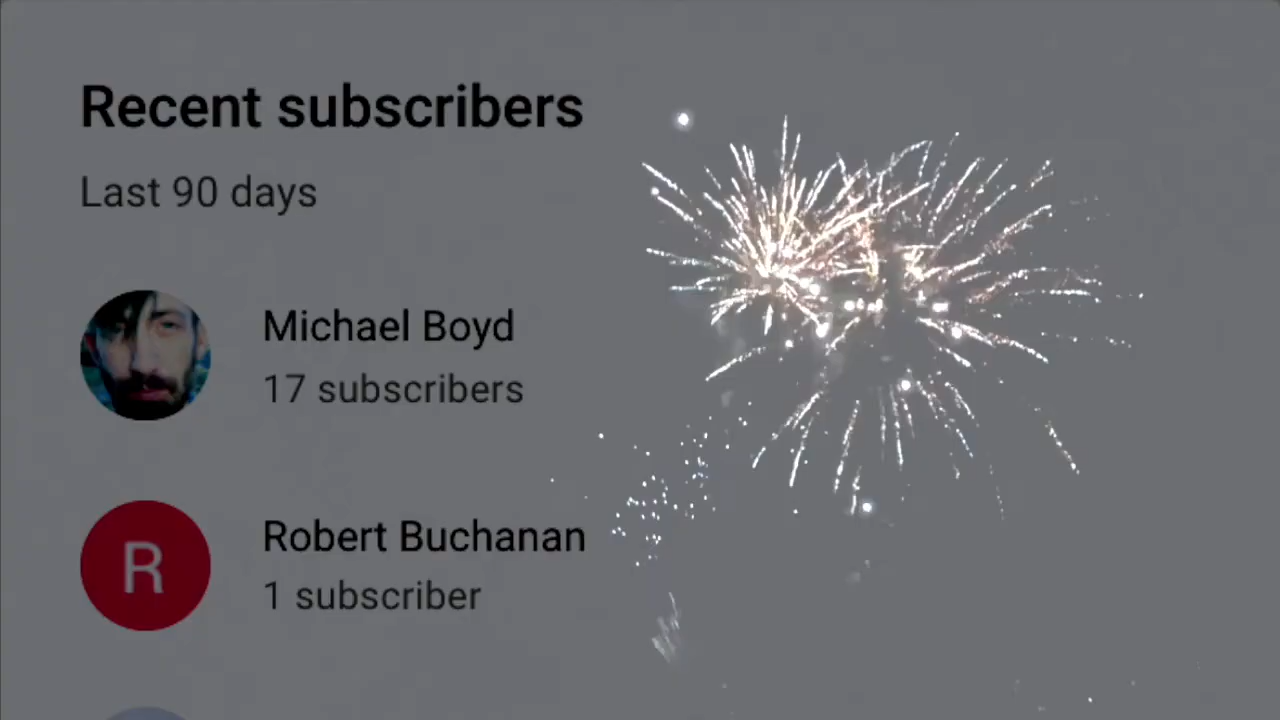 Recent subscribers
Last 90 days
Michael Boyd
17 subscribers
R
Robert Buchanan
1 subscriber